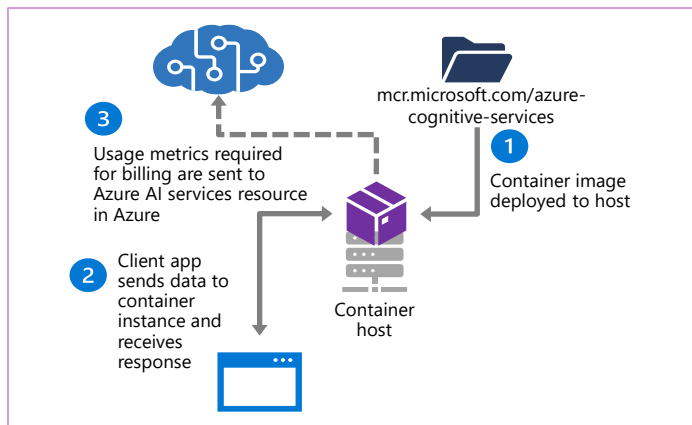 mcr.microsoft.com/azure-
cognitive-services
1
Container image
deployed to host
3
Usage metrics required
for billing are sent to
Azure AI services resource
in Azure
2
Client app
sends data to
container
instance and
receives
response
Container
host